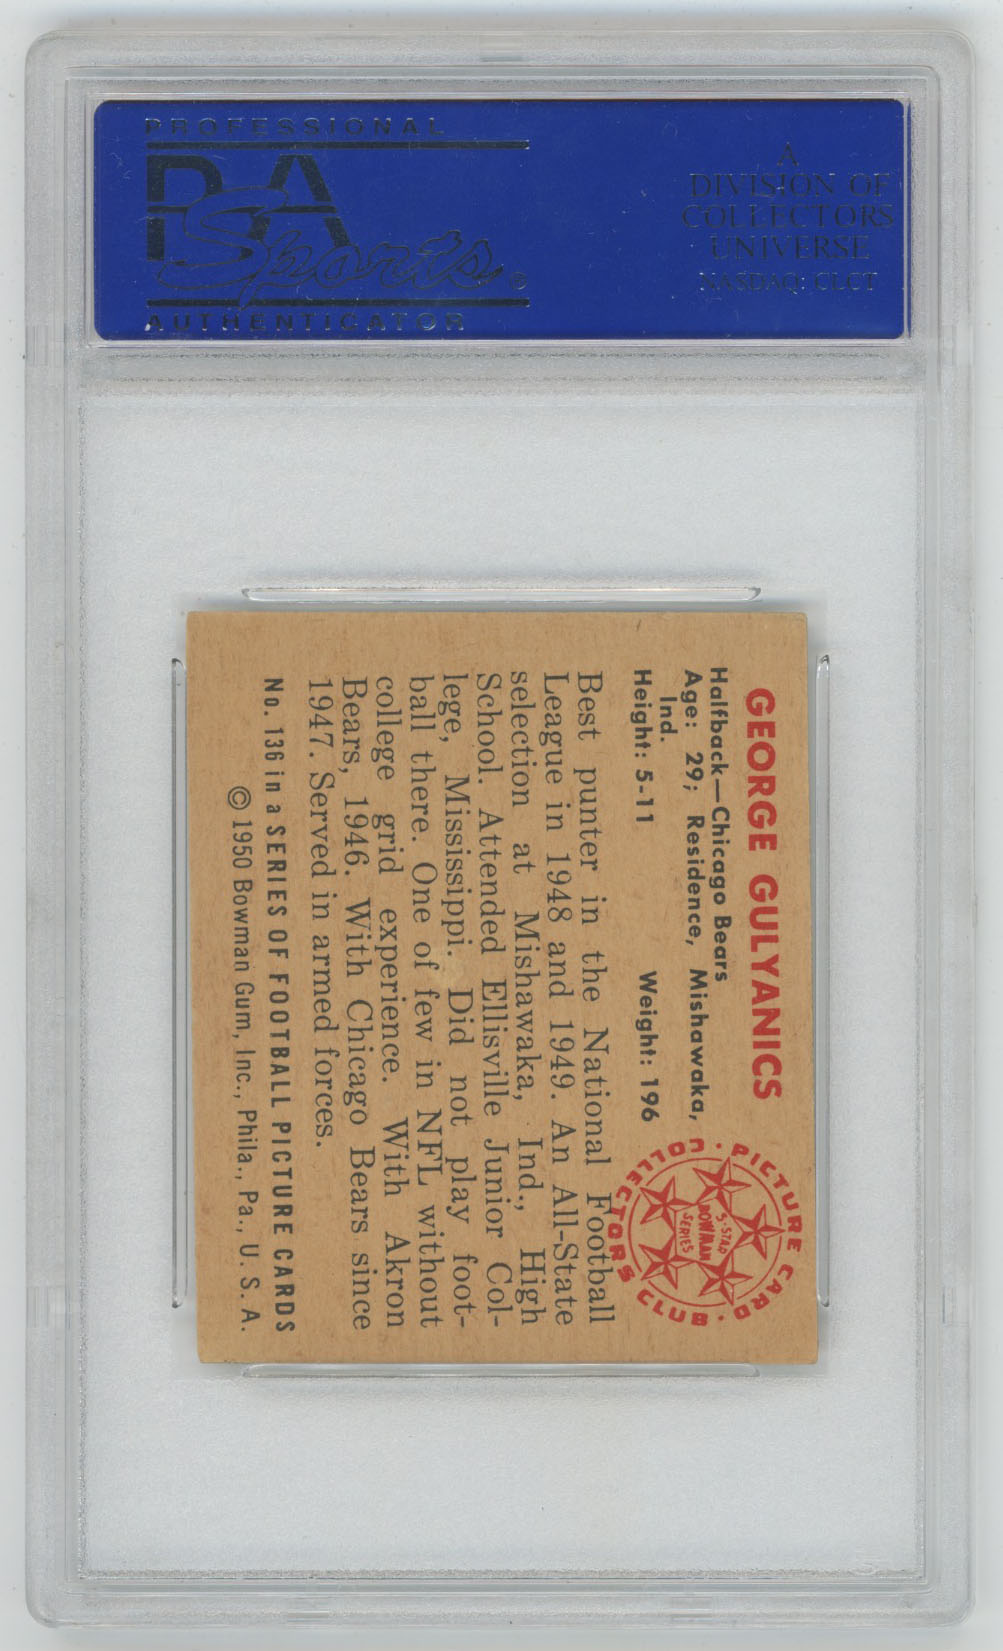 PROFESSIONAL
PSA
Sports®
AUTHENTICATOR
A
DIVISION OF
COLLECTORS
UNIVERSE
NASDAQ: CLCT
GEORGE GULYANICS
Halfback—Chicago Bears
Age: 29; Residence, Mishawaka,
Ind.
Height: 5-11 Weight: 196
PICTURE CARD · COLLECTORS CLUB ·
5-STAR
BOWMAN
SERIES
Best punter in the National Football
League in 1948 and 1949. An All-State
selection at Mishawaka, Ind., High
School. Attended Ellisville Junior Col-
lege, Mississippi. Did not play foot-
ball there. One of few in NFL without
college grid experience. With Akron
Bears, 1946. With Chicago Bears since
1947. Served in armed forces.
No. 136 in a SERIES OF FOOTBALL PICTURE CARDS
© 1950 Bowman Gum, Inc., Phila., Pa., U. S. A.